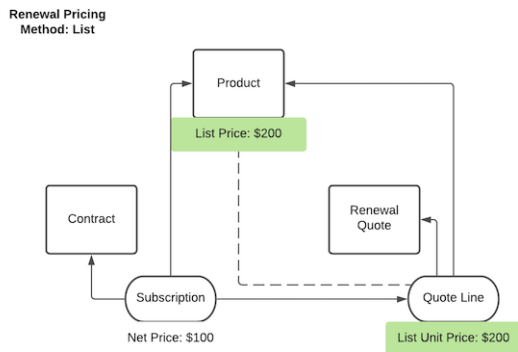 Renewal Pricing
Method: List
Product
List Price: $200
Contract
Renewal
Quote
Subscription
Quote Line
Net Price: $100
List Unit Price: $200